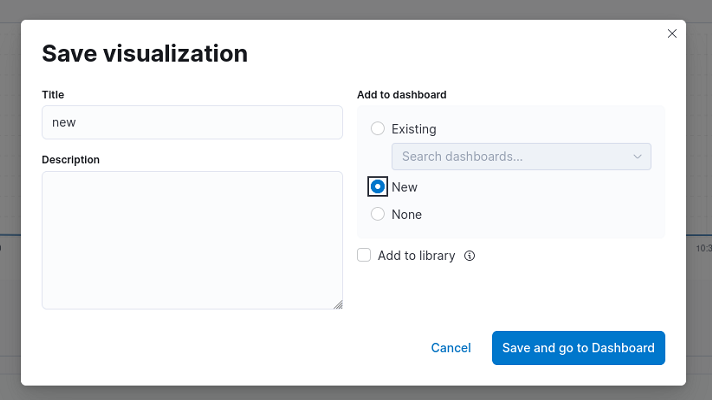 Save visualization
Title
new
Description
Add to dashboard
Existing
Search dashboards...
New
None
Add to library
Cancel
Save and go to Dashboard